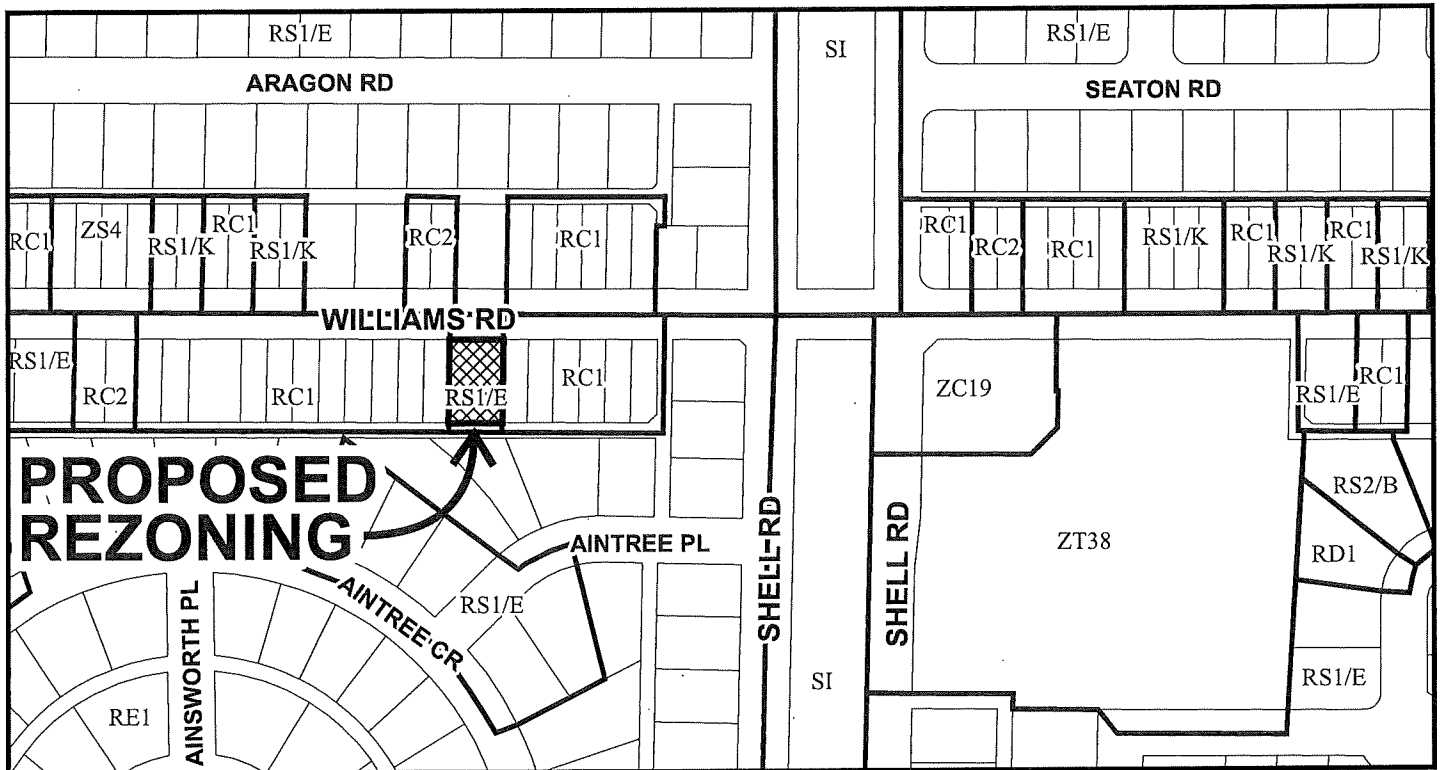 RS1/E
SI
RS1/E
ARAGON RD
SEATON RD
RC1
ZS4
RS1/K
RC1
RS1/K
RC2
RC1
RC1
RC2
RC1
RS1/K
RC1
RS1/K
RC1
RS1/K
WILLIAMS RD
RS1/E
RC2
RC1
RS1/E
RC1
ZC19
RS1/E
RC1
PROPOSED
REZONING
AINTREE PL
RS1/E
AINTREE CR
AINSWORTH PL
RE1
SHELL RD
SHELL RD
SI
ZT38
RS2/B
RD1
RS1/E